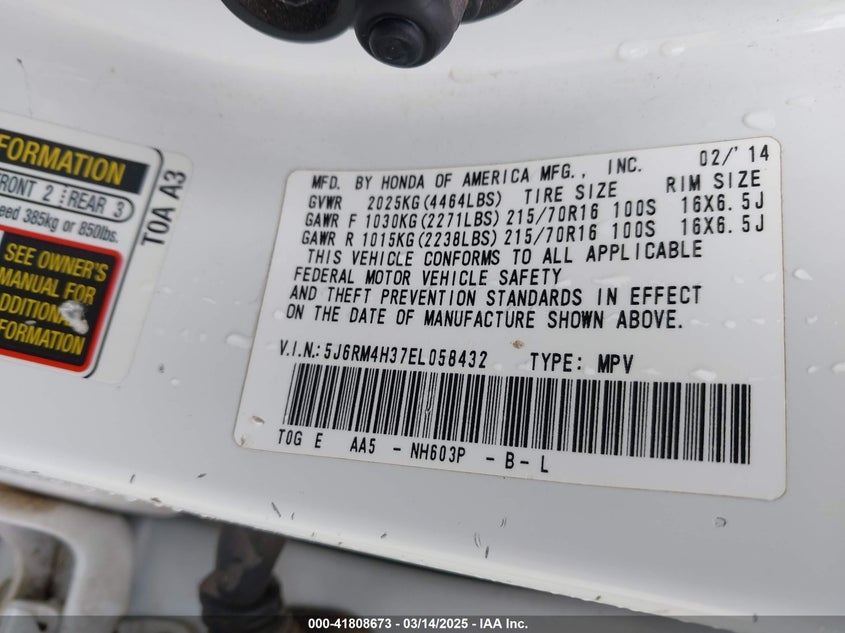 FORMATION
FRONT 2 REAR 3
eed 385kg or 850lbs.
SEE OWNER'S
MANUAL FOR
DDITIONA
FORMATION
T0A A3
MFD. BY HONDA OF AMERICA MFG., INC. 02/'14
GVWR 2025KG(4464LBS) TIRE SIZE RIM SIZE
GAWR F 1030KG(2271LBS) 215/70R16 100S 16X6.5J
GAWR R 1015KG(2238LBS) 215/70R16 100S 16X6.5J
THIS VEHICLE CONFORMS TO ALL APPLICABLE
FEDERAL MOTOR VEHICLE SAFETY
AND THEFT PREVENTION STANDARDS IN EFFECT
ON THE DATE OF MANUFACTURE SHOWN ABOVE.
V.I.N.: 5J6RM4H37EL058432 TYPE: MPV
T0G E AA5 - NH603P - B - L
000-41808673 - 03/14/2025 - IAA Inc.